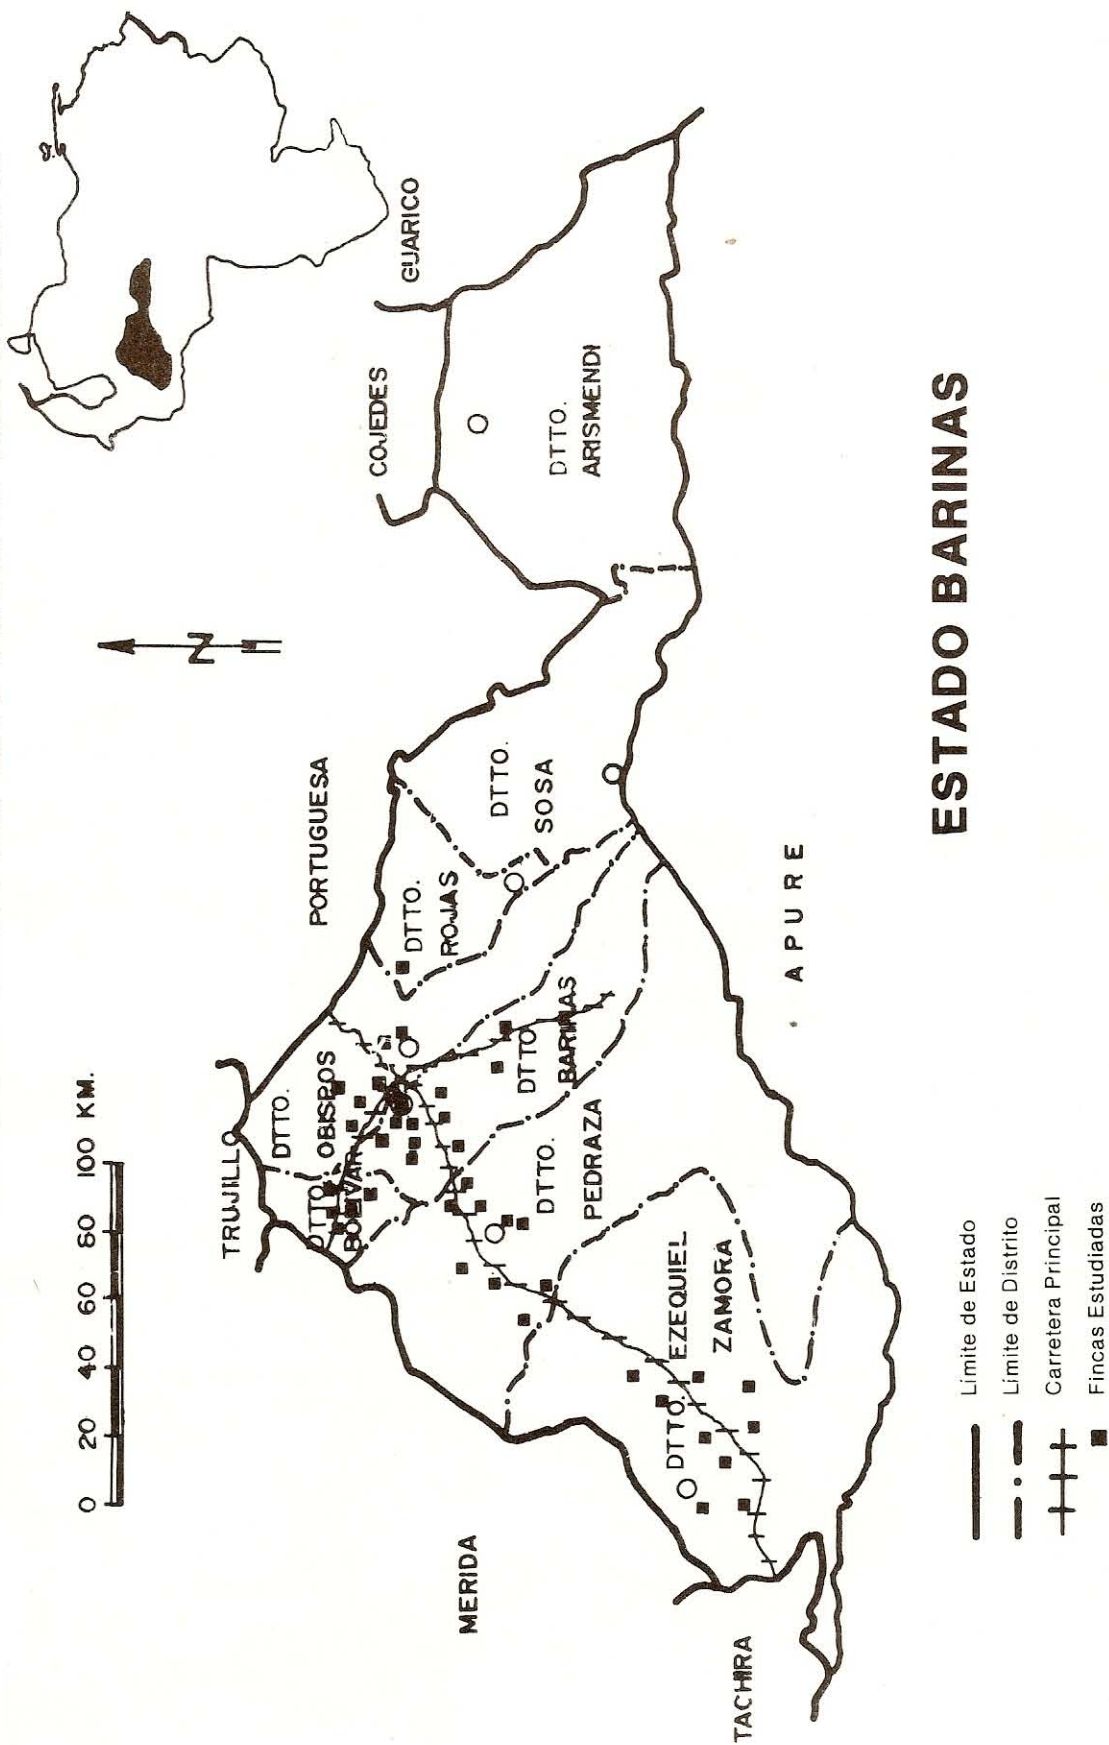 0 20 40 60 80 100 KM.
N
TRUJILLO
PORTUGUESA
COJEDES
GUARICO
MERIDA
TACHIRA
APURE
DTTO.
OBISPOS
DTTO.
BOLIVAR
DTTO.
ROJAS
DTTO.
SOSA
DTTO.
ARISMENDI
DTTO.
BARINAS
DTTO.
PEDRAZA
DTTO. EZEQUIEL
ZAMORA
ESTADO BARINAS
Limite de Estado
Limite de Distrito
Carretera Principal
Fincas Estudiadas